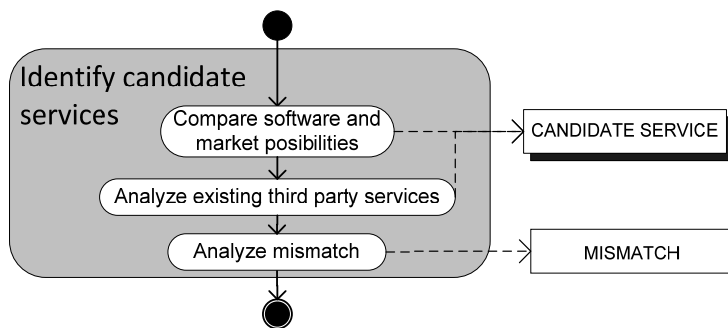 Identify candidate
services
Compare software and
market posibilities
CANDIDATE SERVICE
Analyze existing third party services
Analyze mismatch
MISMATCH